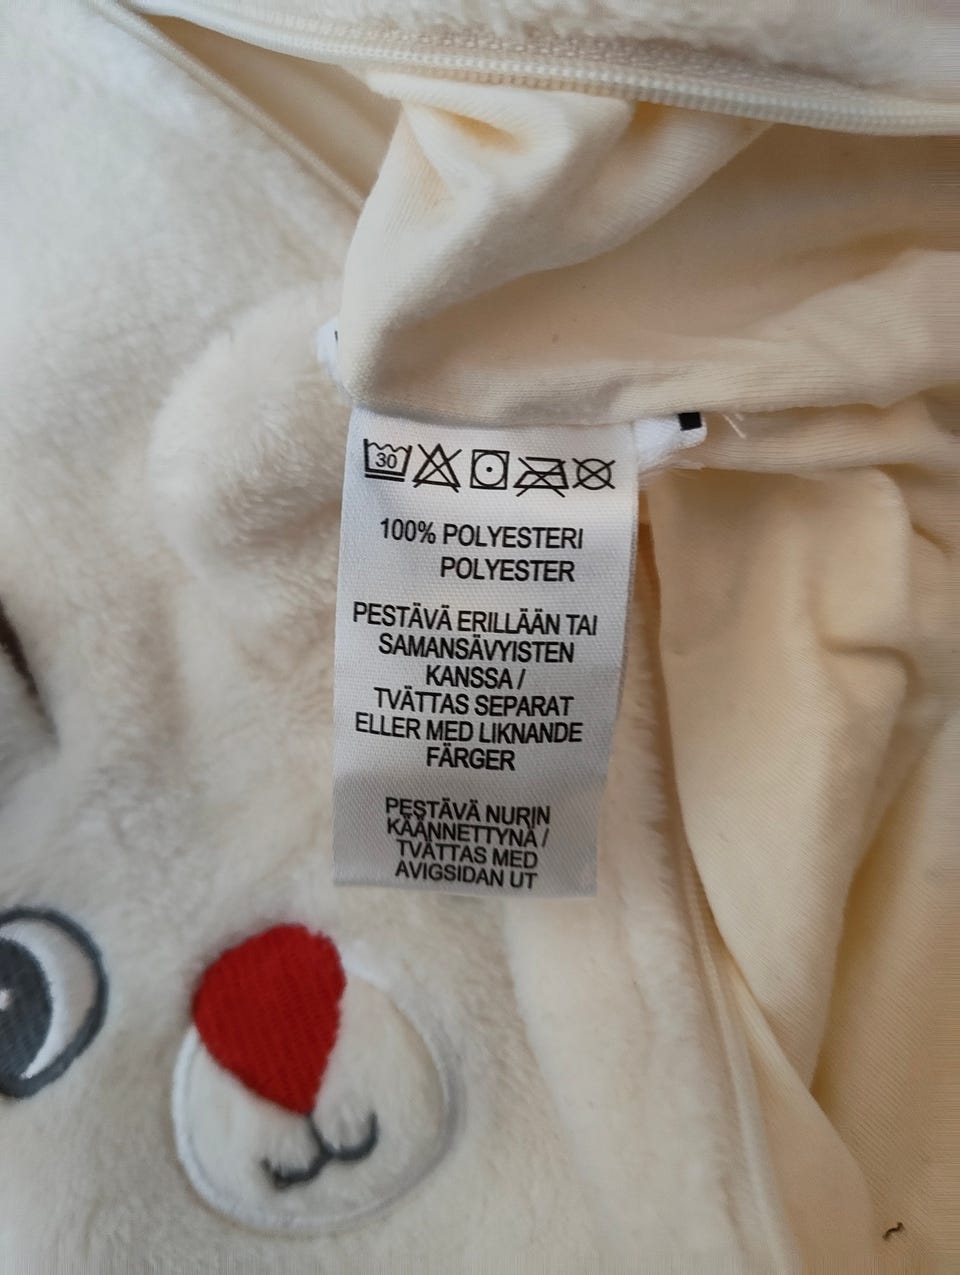 30
100% POLYESTERI
POLYESTER
PESTÄVÄ ERILLÄÄN TAI
SAMANSÄVYISTEN
KANSSA /
TVÄTTAS SEPARAT
ELLER MED LIKNANDE
FÄRGER
PESTÄVÄ NURIN
KÄÄNNETTYNÄ /
TVÄTTAS MED
AVIGSIDAN UT